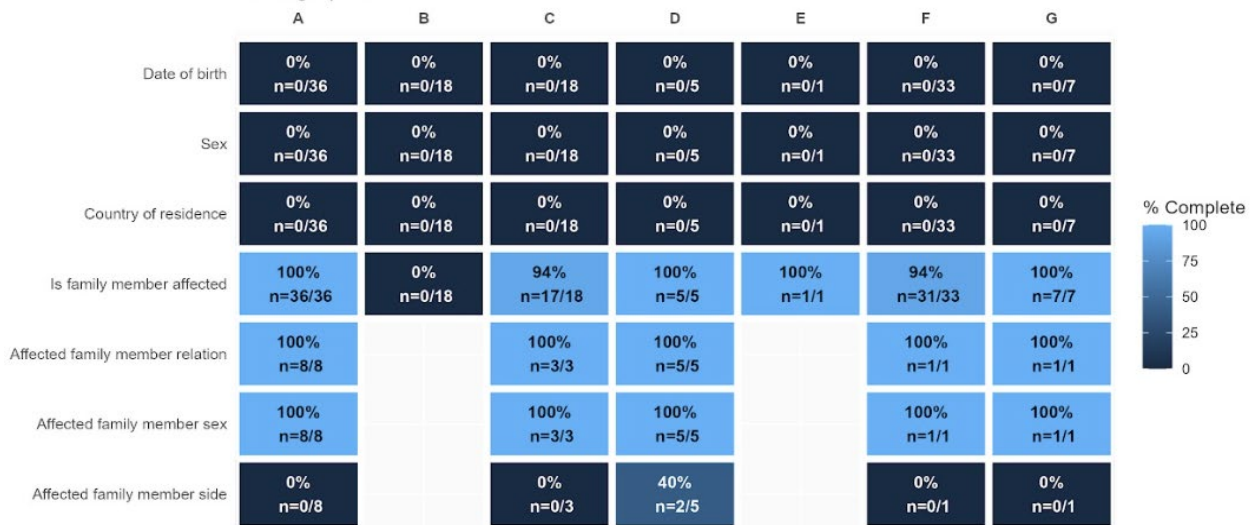 A B C D E F G
Date of birth
0% 0% 0% 0% 0% 0% 0%
n=0/36 n=0/18 n=0/18 n=0/5 n=0/1 n=0/33 n=0/7
Sex
0% 0% 0% 0% 0% 0% 0%
n=0/36 n=0/18 n=0/18 n=0/5 n=0/1 n=0/33 n=0/7
Country of residence
0% 0% 0% 0% 0% 0% 0%
n=0/36 n=0/18 n=0/18 n=0/5 n=0/1 n=0/33 n=0/7
Is family member affected
100% 0% 94% 100% 100% 94% 100%
n=36/36 n=0/18 n=17/18 n=5/5 n=1/1 n=31/33 n=7/7
Affected family member relation
100% 100% 100% 100% 100%
n=8/8 n=3/3 n=5/5 n=1/1 n=1/1
Affected family member sex
100% 100% 100% 100% 100%
n=8/8 n=3/3 n=5/5 n=1/1 n=1/1
Affected family member side
0% 0% 40% 0% 0%
n=0/8 n=0/3 n=2/5 n=0/1 n=0/1
% Complete
100
75
50
25
0